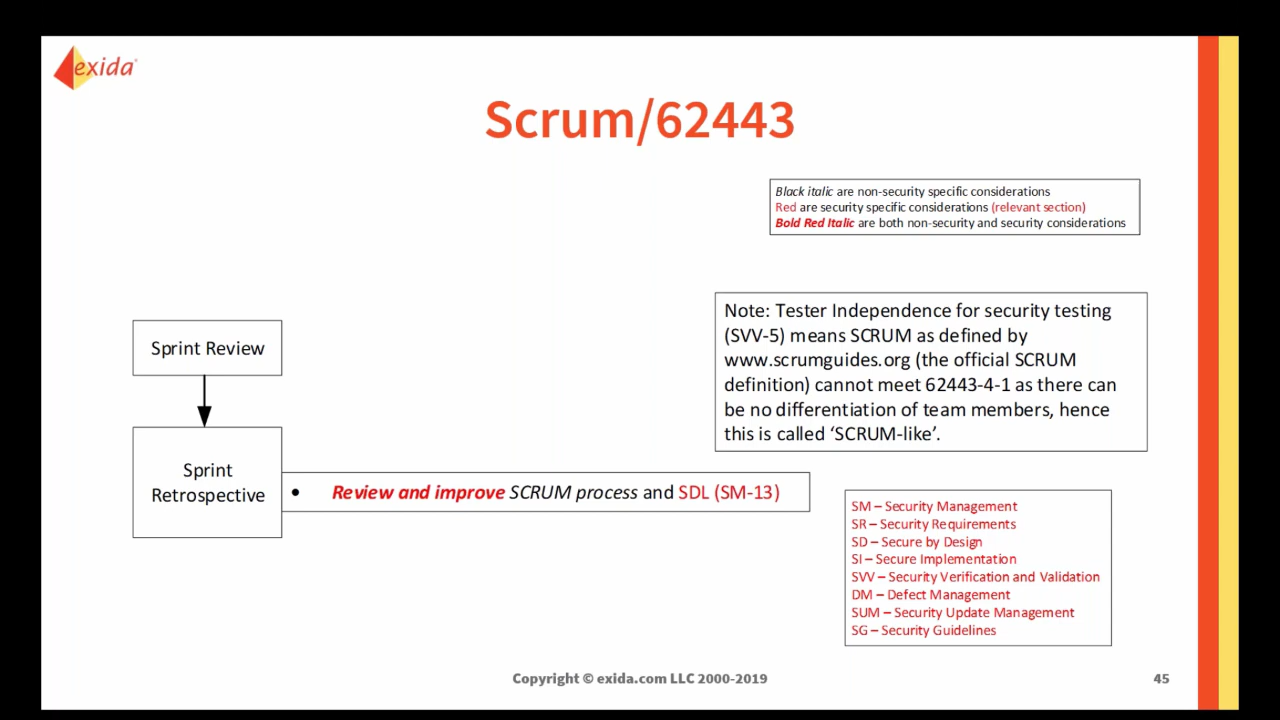 exida
Scrum/62443
Black italic are non-security specific considerations
Red are security specific considerations (relevant section)
Bold Red Italic are both non-security and security considerations
Note: Tester Independence for security testing
(SVV-5) means SCRUM as defined by
www.scrumguides.org (the official SCRUM
definition) cannot meet 62443-4-1 as there can
be no differentiation of team members, hence
this is called ‘SCRUM-like’.
Sprint Review
Sprint
Retrospective
• Review and improve SCRUM process and SDL (SM-13)
SM – Security Management
SR – Security Requirements
SD – Secure by Design
SI – Secure Implementation
SVV – Security Verification and Validation
DM – Defect Management
SUM – Security Update Management
SG – Security Guidelines
Copyright © exida.com LLC 2000-2019
45